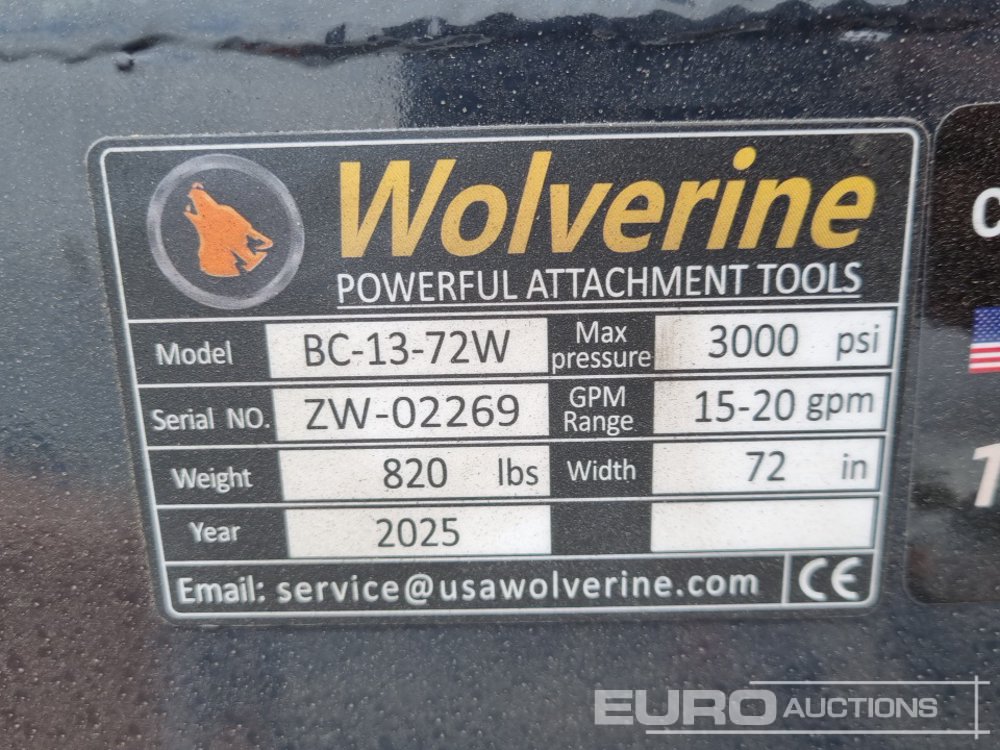 Wolverine
POWERFUL ATTACHMENT TOOLS
Model BC-13-72W Max pressure 3000 psi
Serial NO. ZW-02269 GPM Range 15-20 gpm
Weight 820 lbs Width 72 in
Year 2025
Email: service@usawolverine.com CE
EURO AUCTIONS